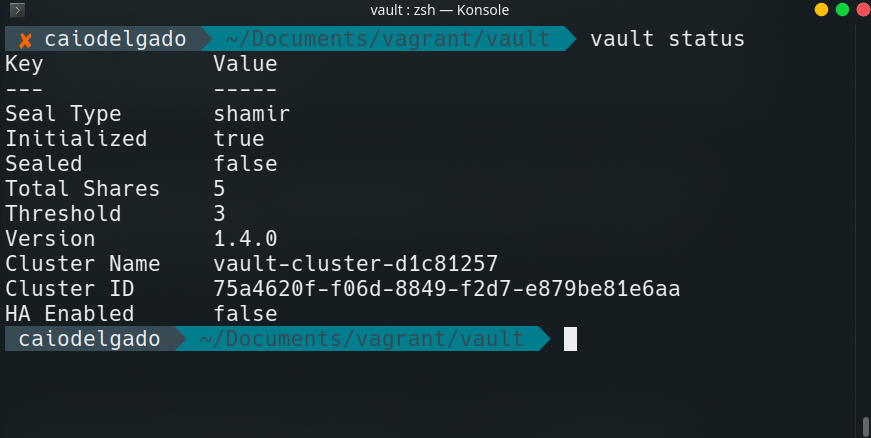 vault : zsh — Konsole
✘ caiodelgado ~/Documents/vagrant/vault vault status
Key Value
--- -----
Seal Type shamir
Initialized true
Sealed false
Total Shares 5
Threshold 3
Version 1.4.0
Cluster Name vault-cluster-d1c81257
Cluster ID 75a4620f-f06d-8849-f2d7-e879be81e6aa
HA Enabled false
caiodelgado ~/Documents/vagrant/vault